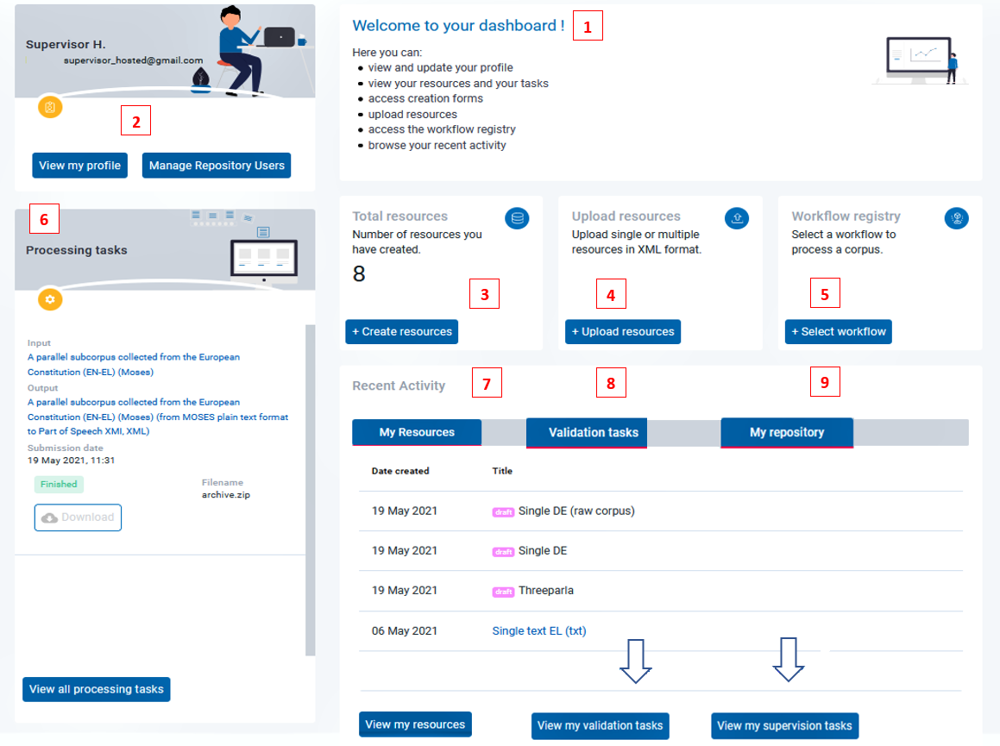 Supervisor H.
supervisor_hosted@gmail.com
2
View my profile
Manage Repository Users
Welcome to your dashboard !
1
Here you can:
view and update your profile
view your resources and your tasks
access creation forms
upload resources
access the workflow registry
browse your recent activity
6
Processing tasks
Input
A parallel subcorpus collected from the European
Constitution (EN-EL) (Moses)
Output
A parallel subcorpus collected from the European
Constitution (EN-EL) (Moses) (from MOSES plain text format
to Part of Speech XMI, XML)
Submission date
19 May 2021, 11:31
Finished
Filename
archive.zip
Download
View all processing tasks
Total resources
Number of resources you
have created.
8
3
+ Create resources
Upload resources
Upload single or multiple
resources in XML format.
4
+ Upload resources
Workflow registry
Select a workflow to
process a corpus.
5
+ Select workflow
Recent Activity
7
8
9
My Resources
Validation tasks
My repository
Date created Title
19 May 2021 draft Single DE (raw corpus)
19 May 2021 draft Single DE
19 May 2021 draft Threeparla
06 May 2021 Single text EL (txt)
View my resources
View my validation tasks
View my supervision tasks